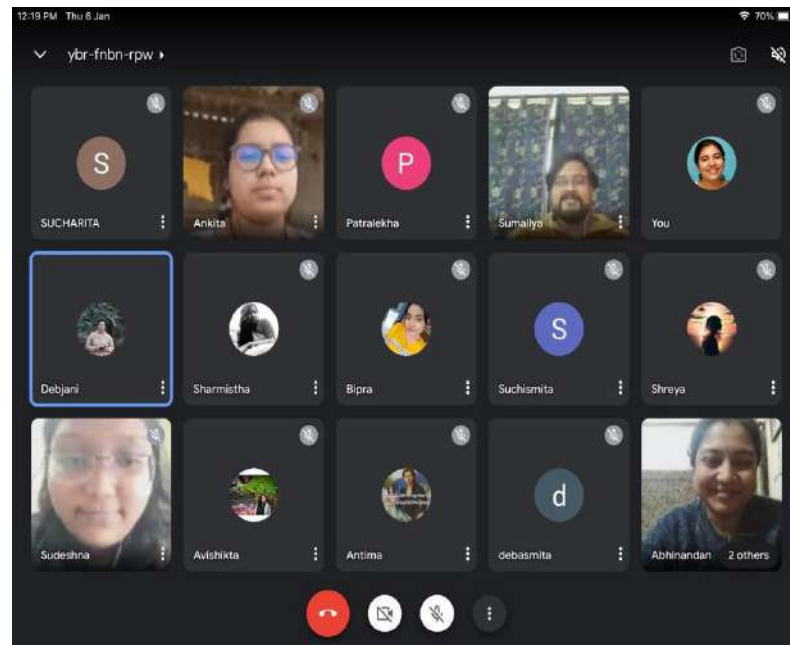 12:19 PM Thu 6 Jan 70%
ybr-fnbn-rpw
S P
SUCHARITA Ankita Patralekha Sumallya You
S
Debjani Sharmistha Bipra Suchismita Shreya
d
Sudeshna Avishikta Antima debasmita Abhinandan 2 others